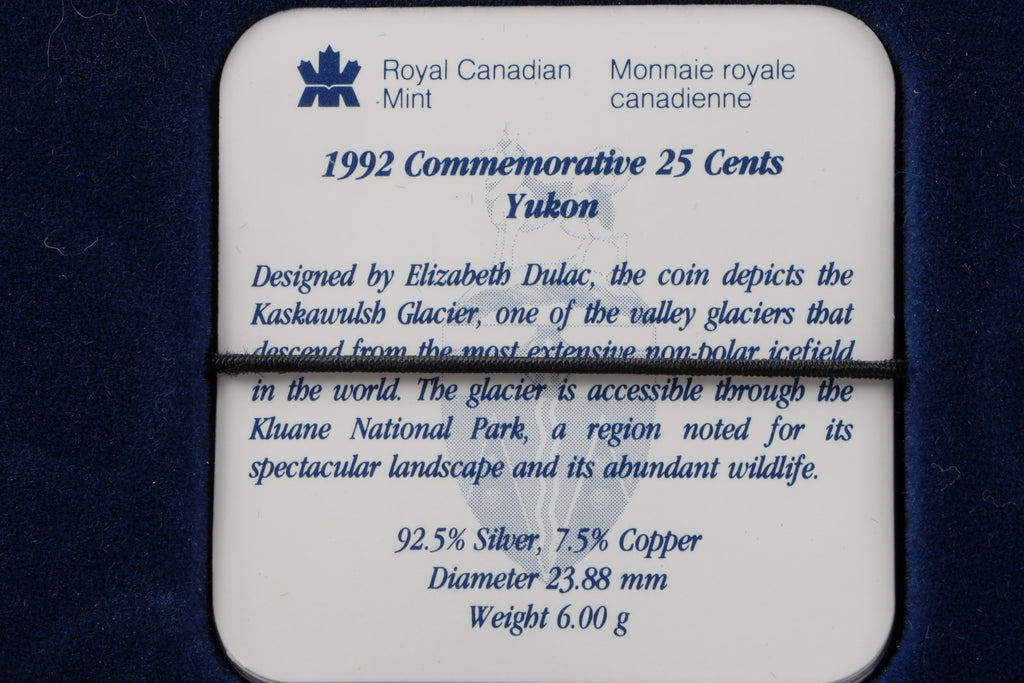 Royal Canadian Mint
Monnaie royale canadienne
1992 Commemorative 25 Cents
Yukon
Designed by Elizabeth Dulac, the coin depicts the
Kaskawulsh Glacier, one of the valley glaciers that
descend from the most extensive non-polar icefield
in the world. The glacier is accessible through the
Kluane National Park, a region noted for its
spectacular landscape and its abundant wildlife.
92.5% Silver, 7.5% Copper
Diameter 23.88 mm
Weight 6.00 g